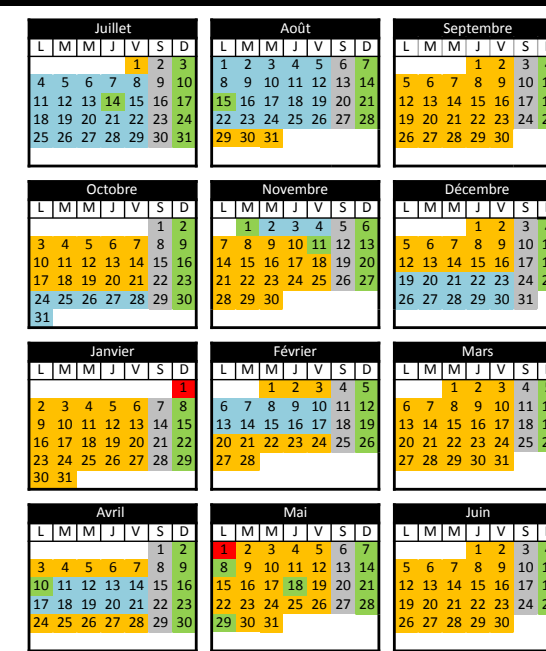 Juillet
L M M J V S D
1 2 3
4 5 6 7 8 9 10
11 12 13 14 15 16 17
18 19 20 21 22 23 24
25 26 27 28 29 30 31
Août
L M M J V S D
1 2 3 4 5 6 7
8 9 10 11 12 13 14
15 16 17 18 19 20 21
22 23 24 25 26 27 28
29 30 31
Septembre
L M M J V S
1 2 3
5 6 7 8 9 10
12 13 14 15 16 17
19 20 21 22 23 24
26 27 28 29 30
Octobre
L M M J V S D
1 2
3 4 5 6 7 8 9
10 11 12 13 14 15 16
17 18 19 20 21 22 23
24 25 26 27 28 29 30
31
Novembre
L M M J V S D
1 2 3 4 5 6
7 8 9 10 11 12 13
14 15 16 17 18 19 20
21 22 23 24 25 26 27
28 29 30
Décembre
L M M J V S
1 2 3
5 6 7 8 9 10
12 13 14 15 16 17
19 20 21 22 23 24
26 27 28 29 30 31
Janvier
L M M J V S D
1
2 3 4 5 6 7 8
9 10 11 12 13 14 15
16 17 18 19 20 21 22
23 24 25 26 27 28 29
30 31
Février
L M M J V S D
1 2 3 4 5
6 7 8 9 10 11 12
13 14 15 16 17 18 19
20 21 22 23 24 25 26
27 28
Mars
L M M J V S
1 2 3 4
6 7 8 9 10 11
13 14 15 16 17 18
20 21 22 23 24 25
27 28 29 30 31
Avril
L M M J V S D
1 2
3 4 5 6 7 8 9
10 11 12 13 14 15 16
17 18 19 20 21 22 23
24 25 26 27 28 29 30
Mai
L M M J V S D
1 2 3 4 5 6 7
8 9 10 11 12 13 14
15 16 17 18 19 20 21
22 23 24 25 26 27 28
29 30 31
Juin
L M M J V S
1 2 3
5 6 7 8 9 10
12 13 14 15 16 17
19 20 21 22 23 24
26 27 28 29 30